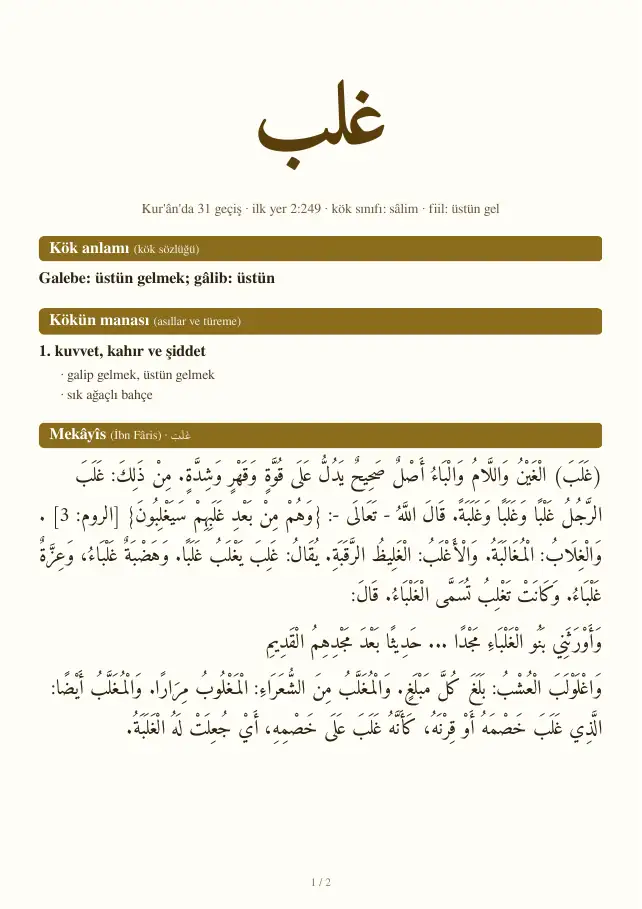 غلب
Kur'ân'da 31 geçiş · ilk yer 2:249 · kök sınıfı: sâlim · fiil: üstün gel
Kök anlamı (kök sözlüğü)
Galebe: üstün gelmek; gâlib: üstün
Kökün manası (asıllar ve türeme)
1. kuvvet, kahır ve şiddet
· galip gelmek, üstün gelmek
· sık ağaçlı bahçe
Mekâyîs (İbn Fâris) · غلب
(غَلَبَ) الْغَيْنُ وَاللَّامُ وَالْبَاءُ أَصْلٌ صَحِيحٌ يَدُلُّ عَلَى قُوَّةٍ وَقَهْرٍ وَشِدَّةٍ. مِنْ ذَلِكَ: غَلَبَ
الرَّجُلُ غَلْبًا وَغَلَبًا وَغَلَبَةً. قَالَ اللَّهُ - تَعَالَى -: {وَهُمْ مِنْ بَعْدِ غَلَبِهِمْ سَيَغْلِبُونَ} [الروم: 3] .
وَالْغِلَابُ: الْمُغَالَبَةُ. وَالْأَغْلَبُ: الْغَلِيظُ الرَّقَبَةِ. يُقَالُ: غَلِبَ يَغْلَبُ غَلَبًا. وَهَضْبَةٌ غَلْبَاءُ، وَعِزَّةٌ
غَلْبَاءُ. وَكَانَتْ تَغْلِبُ تُسَمَّى الْغَلْبَاءُ. قَالَ:
وَأَوْرَثَنِي بَنُو الْغَلْبَاءِ مَجْدًا ... حَدِيثًا بَعْدَ مَجْدِهِمُ الْقَدِيمِ
وَاغْلَوْلَبَ الْعُشْبُ: بَلَغَ كُلَّ مَبْلَغٍ. وَالْمُغَلَّبُ مِنَ الشُّعَرَاءِ: الْمَغْلُوبُ مِرَارًا. وَالْمُغَلَّبُ أَيْضًا:
الَّذِي غَلَبَ خَصْمَهُ أَوْ قِرْنَهُ، كَأَنَّهُ غَلَبَ عَلَى خَصْمِهِ، أَيْ جُعِلَتْ لَهُ الْغَلَبَةُ.
1 / 2